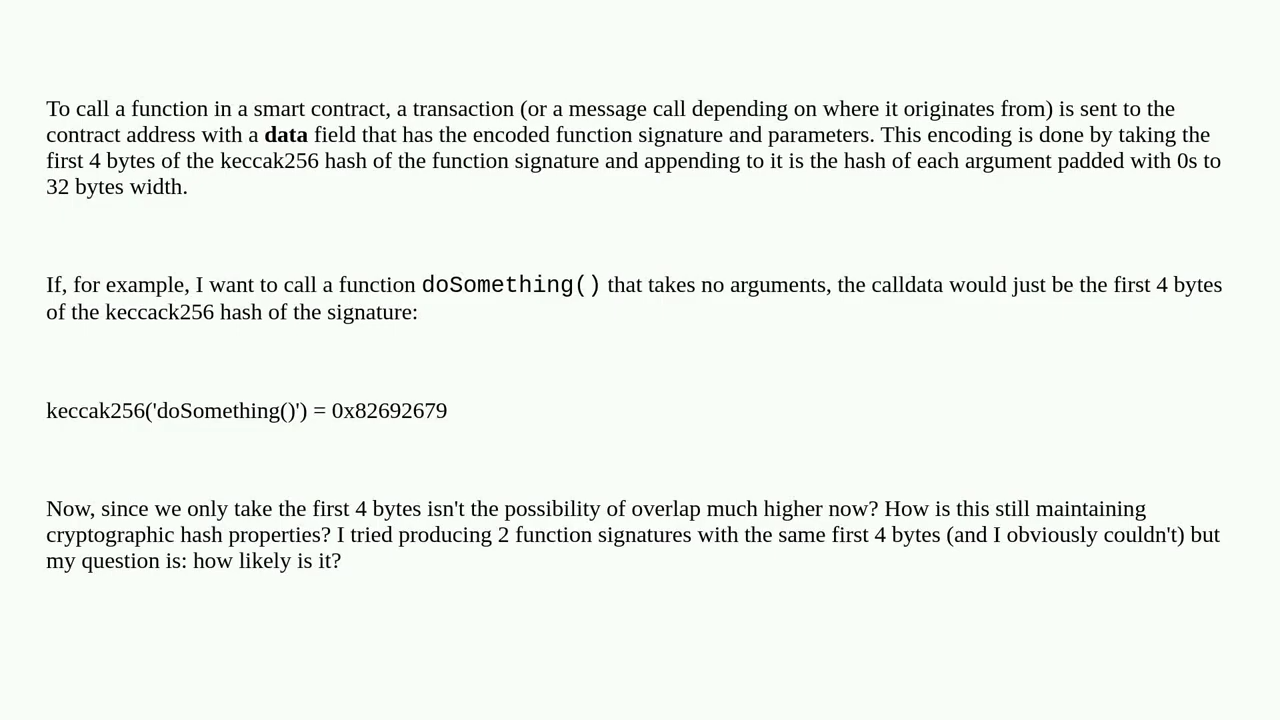 To call a function in a smart contract, a transaction (or a message call depending on where it originates from) is sent to the
contract address with a data field that has the encoded function signature and parameters. This encoding is done by taking the
first 4 bytes of the keccak256 hash of the function signature and appending to it is the hash of each argument padded with 0s to
32 bytes width.
If, for example, I want to call a function doSomething() that takes no arguments, the calldata would just be the first 4 bytes
of the keccack256 hash of the signature:
keccak256('doSomething()') = 0x82692679
Now, since we only take the first 4 bytes isn't the possibility of overlap much higher now? How is this still maintaining
cryptographic hash properties? I tried producing 2 function signatures with the same first 4 bytes (and I obviously couldn't) but
my question is: how likely is it?